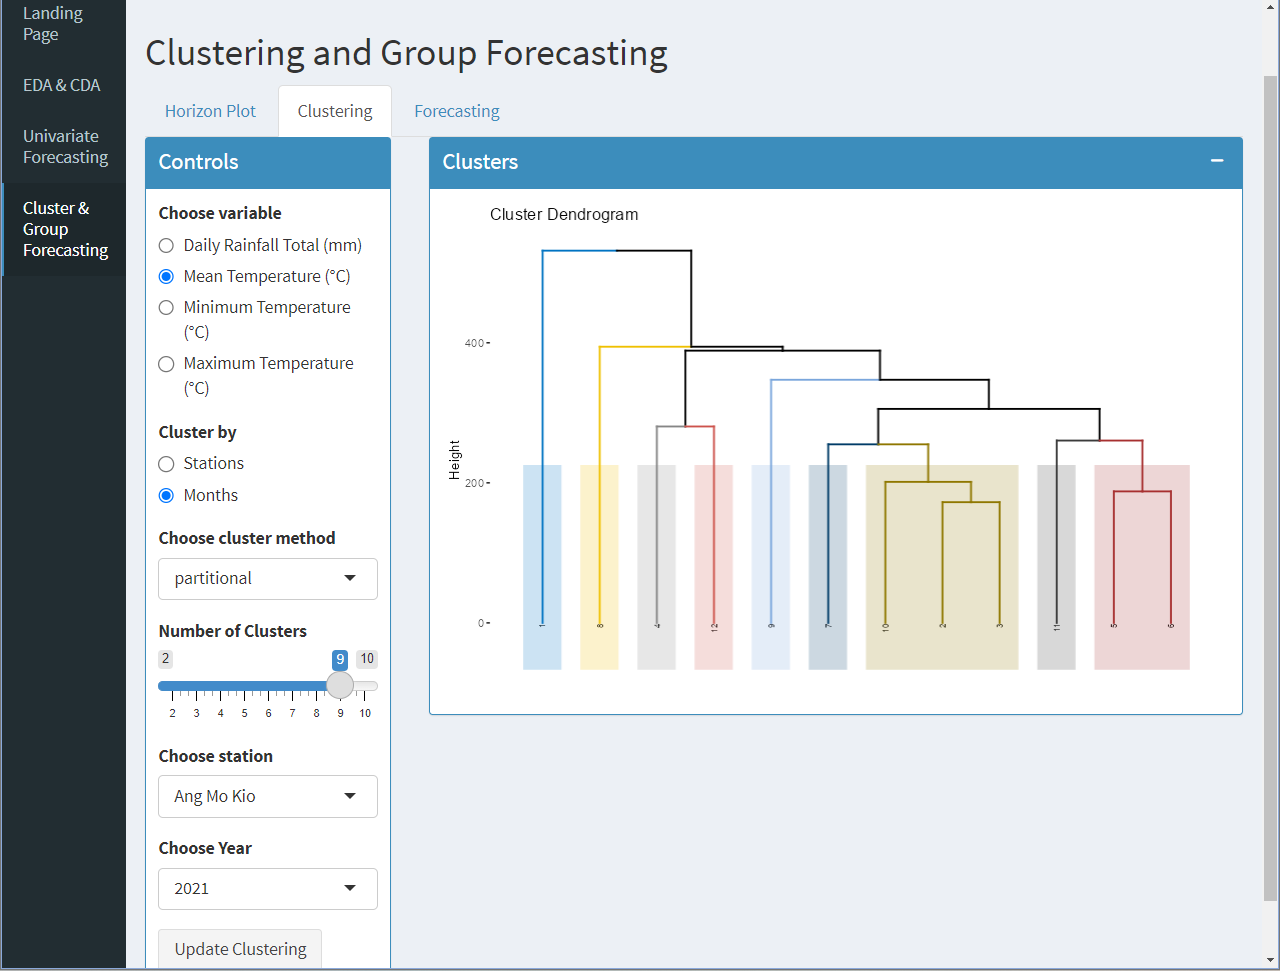 Landing
Page
EDA & CDA
Univariate
Forecasting
Cluster &
Group
Forecasting
Clustering and Group Forecasting
Horizon Plot
Clustering
Forecasting
Controls
Choose variable
Daily Rainfall Total (mm)
Mean Temperature (°C)
Minimum Temperature
(°C)
Maximum Temperature
(°C)
Cluster by
Stations
Months
Choose cluster method
partitional
Number of Clusters
2 9 10
2 3 4 5 6 7 8 9 10
Choose station
Ang Mo Kio
Choose Year
2021
Update Clustering
Clusters
Cluster Dendrogram
Height
400
200
0
1 8 4 12 9 7 10 2 3 11 5 6